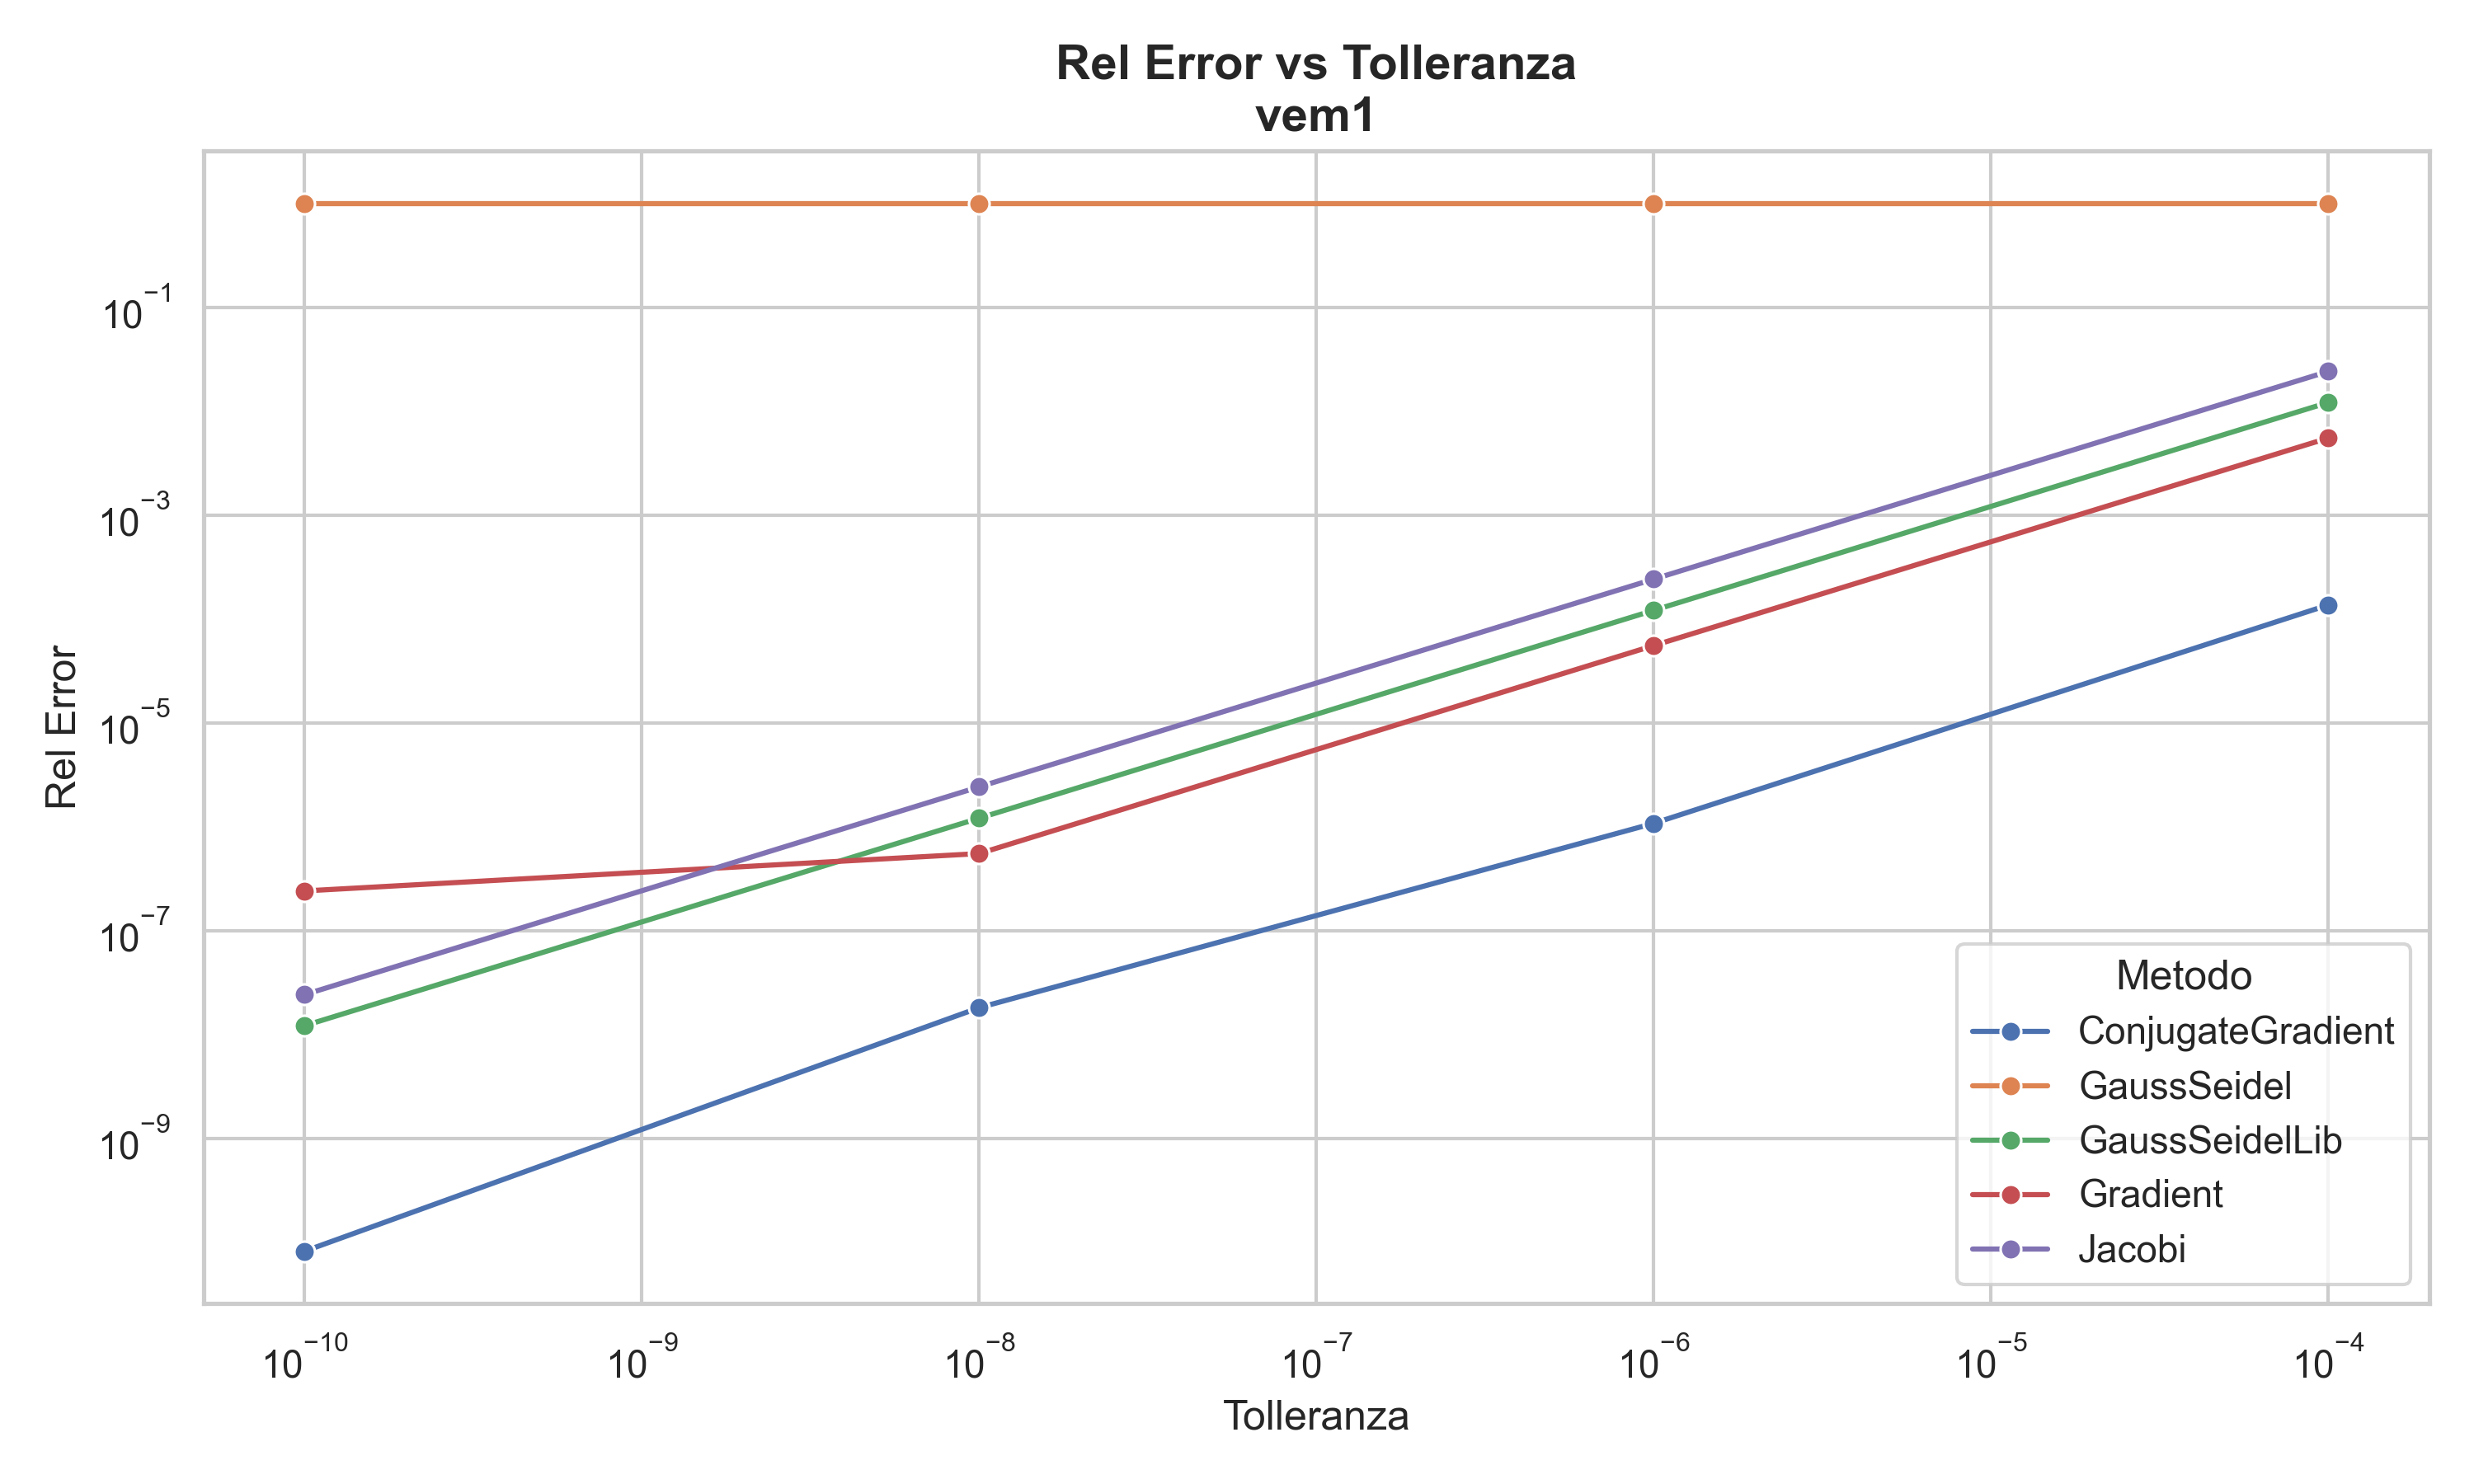 Rel Error vs Tolleranza
vem1
10⁻¹
10⁻³
10⁻⁵
10⁻⁷
10⁻⁹
Rel Error
Metodo
ConjugateGradient
GaussSeidel
GaussSeidelLib
Gradient
Jacobi
10⁻¹⁰ 10⁻⁹ 10⁻⁸ 10⁻⁷ 10⁻⁶ 10⁻⁵ 10⁻⁴
Tolleranza